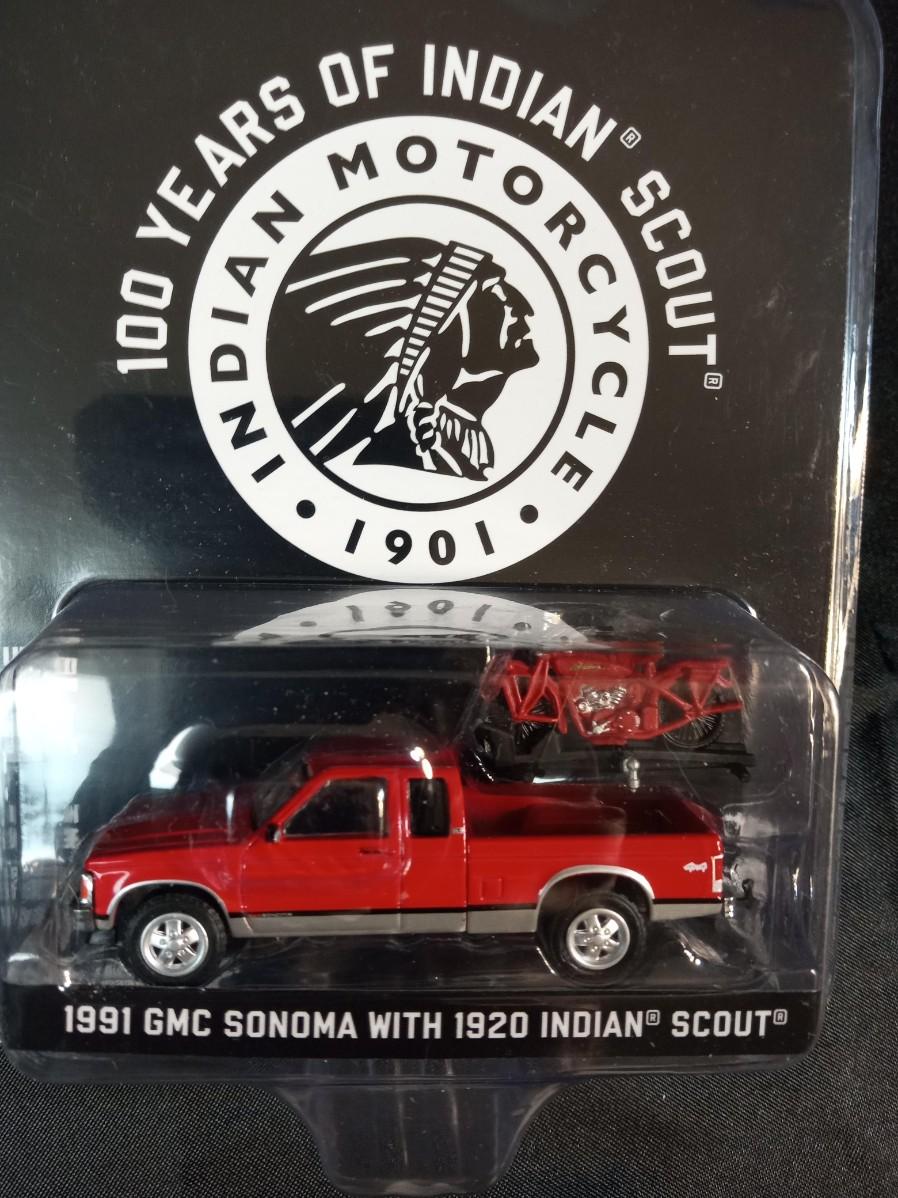 100 YEARS OF INDIAN® SCOUT®
INDIAN MOTORCYCLE
1901
1991 GMC SONOMA WITH 1920 INDIAN® SCOUT®